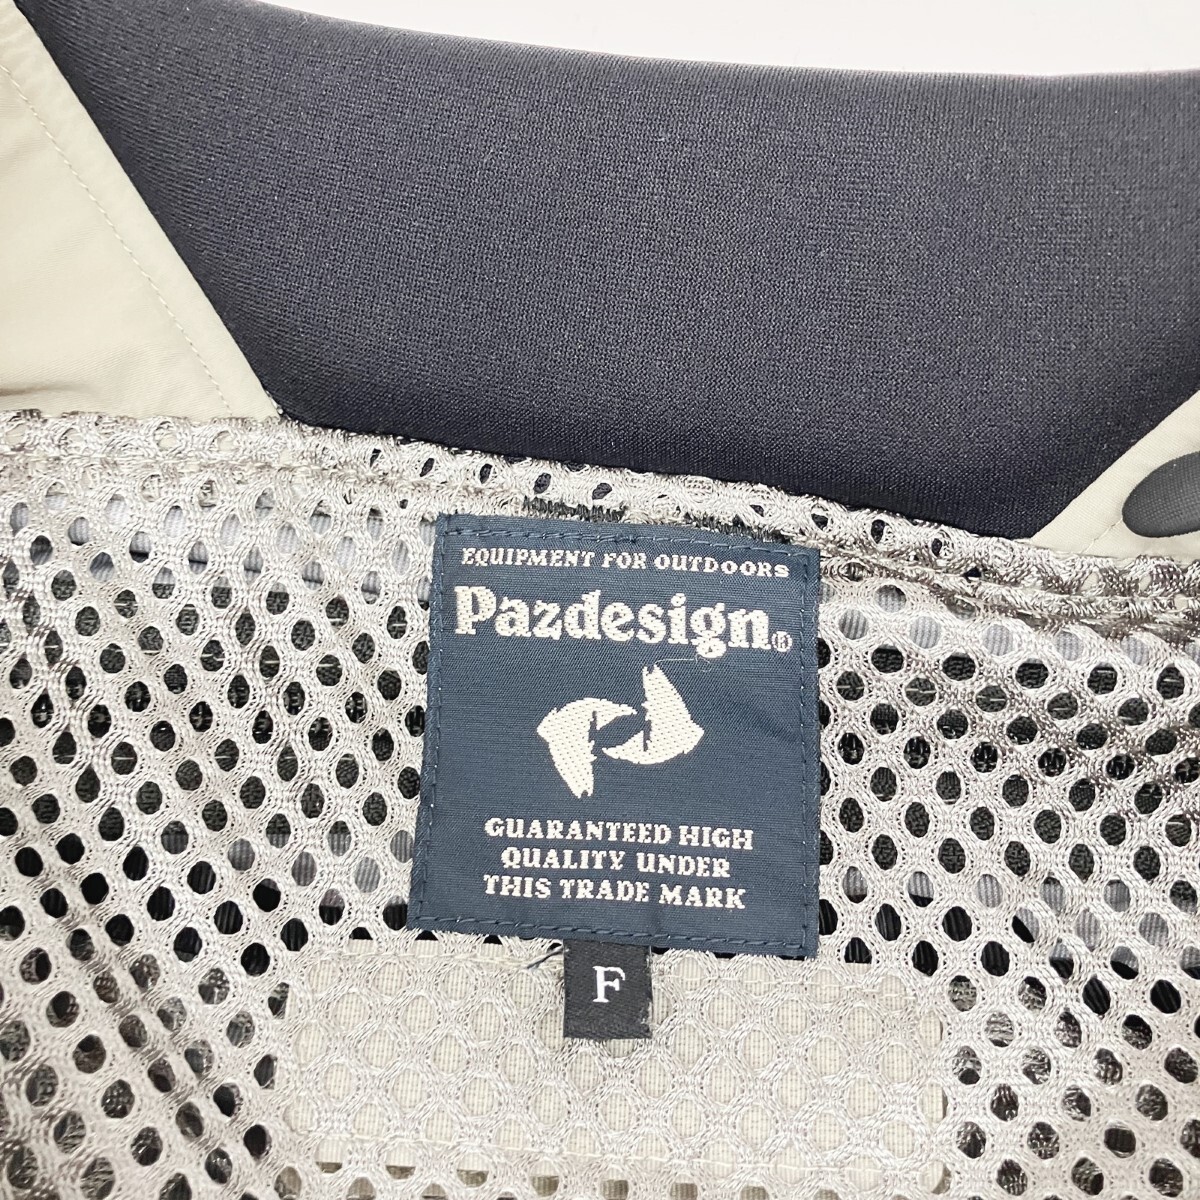 EQUIPMENT FOR OUTDOORS
Pazdesign®
GUARANTEED HIGH
QUALITY UNDER
THIS TRADE MARK
F